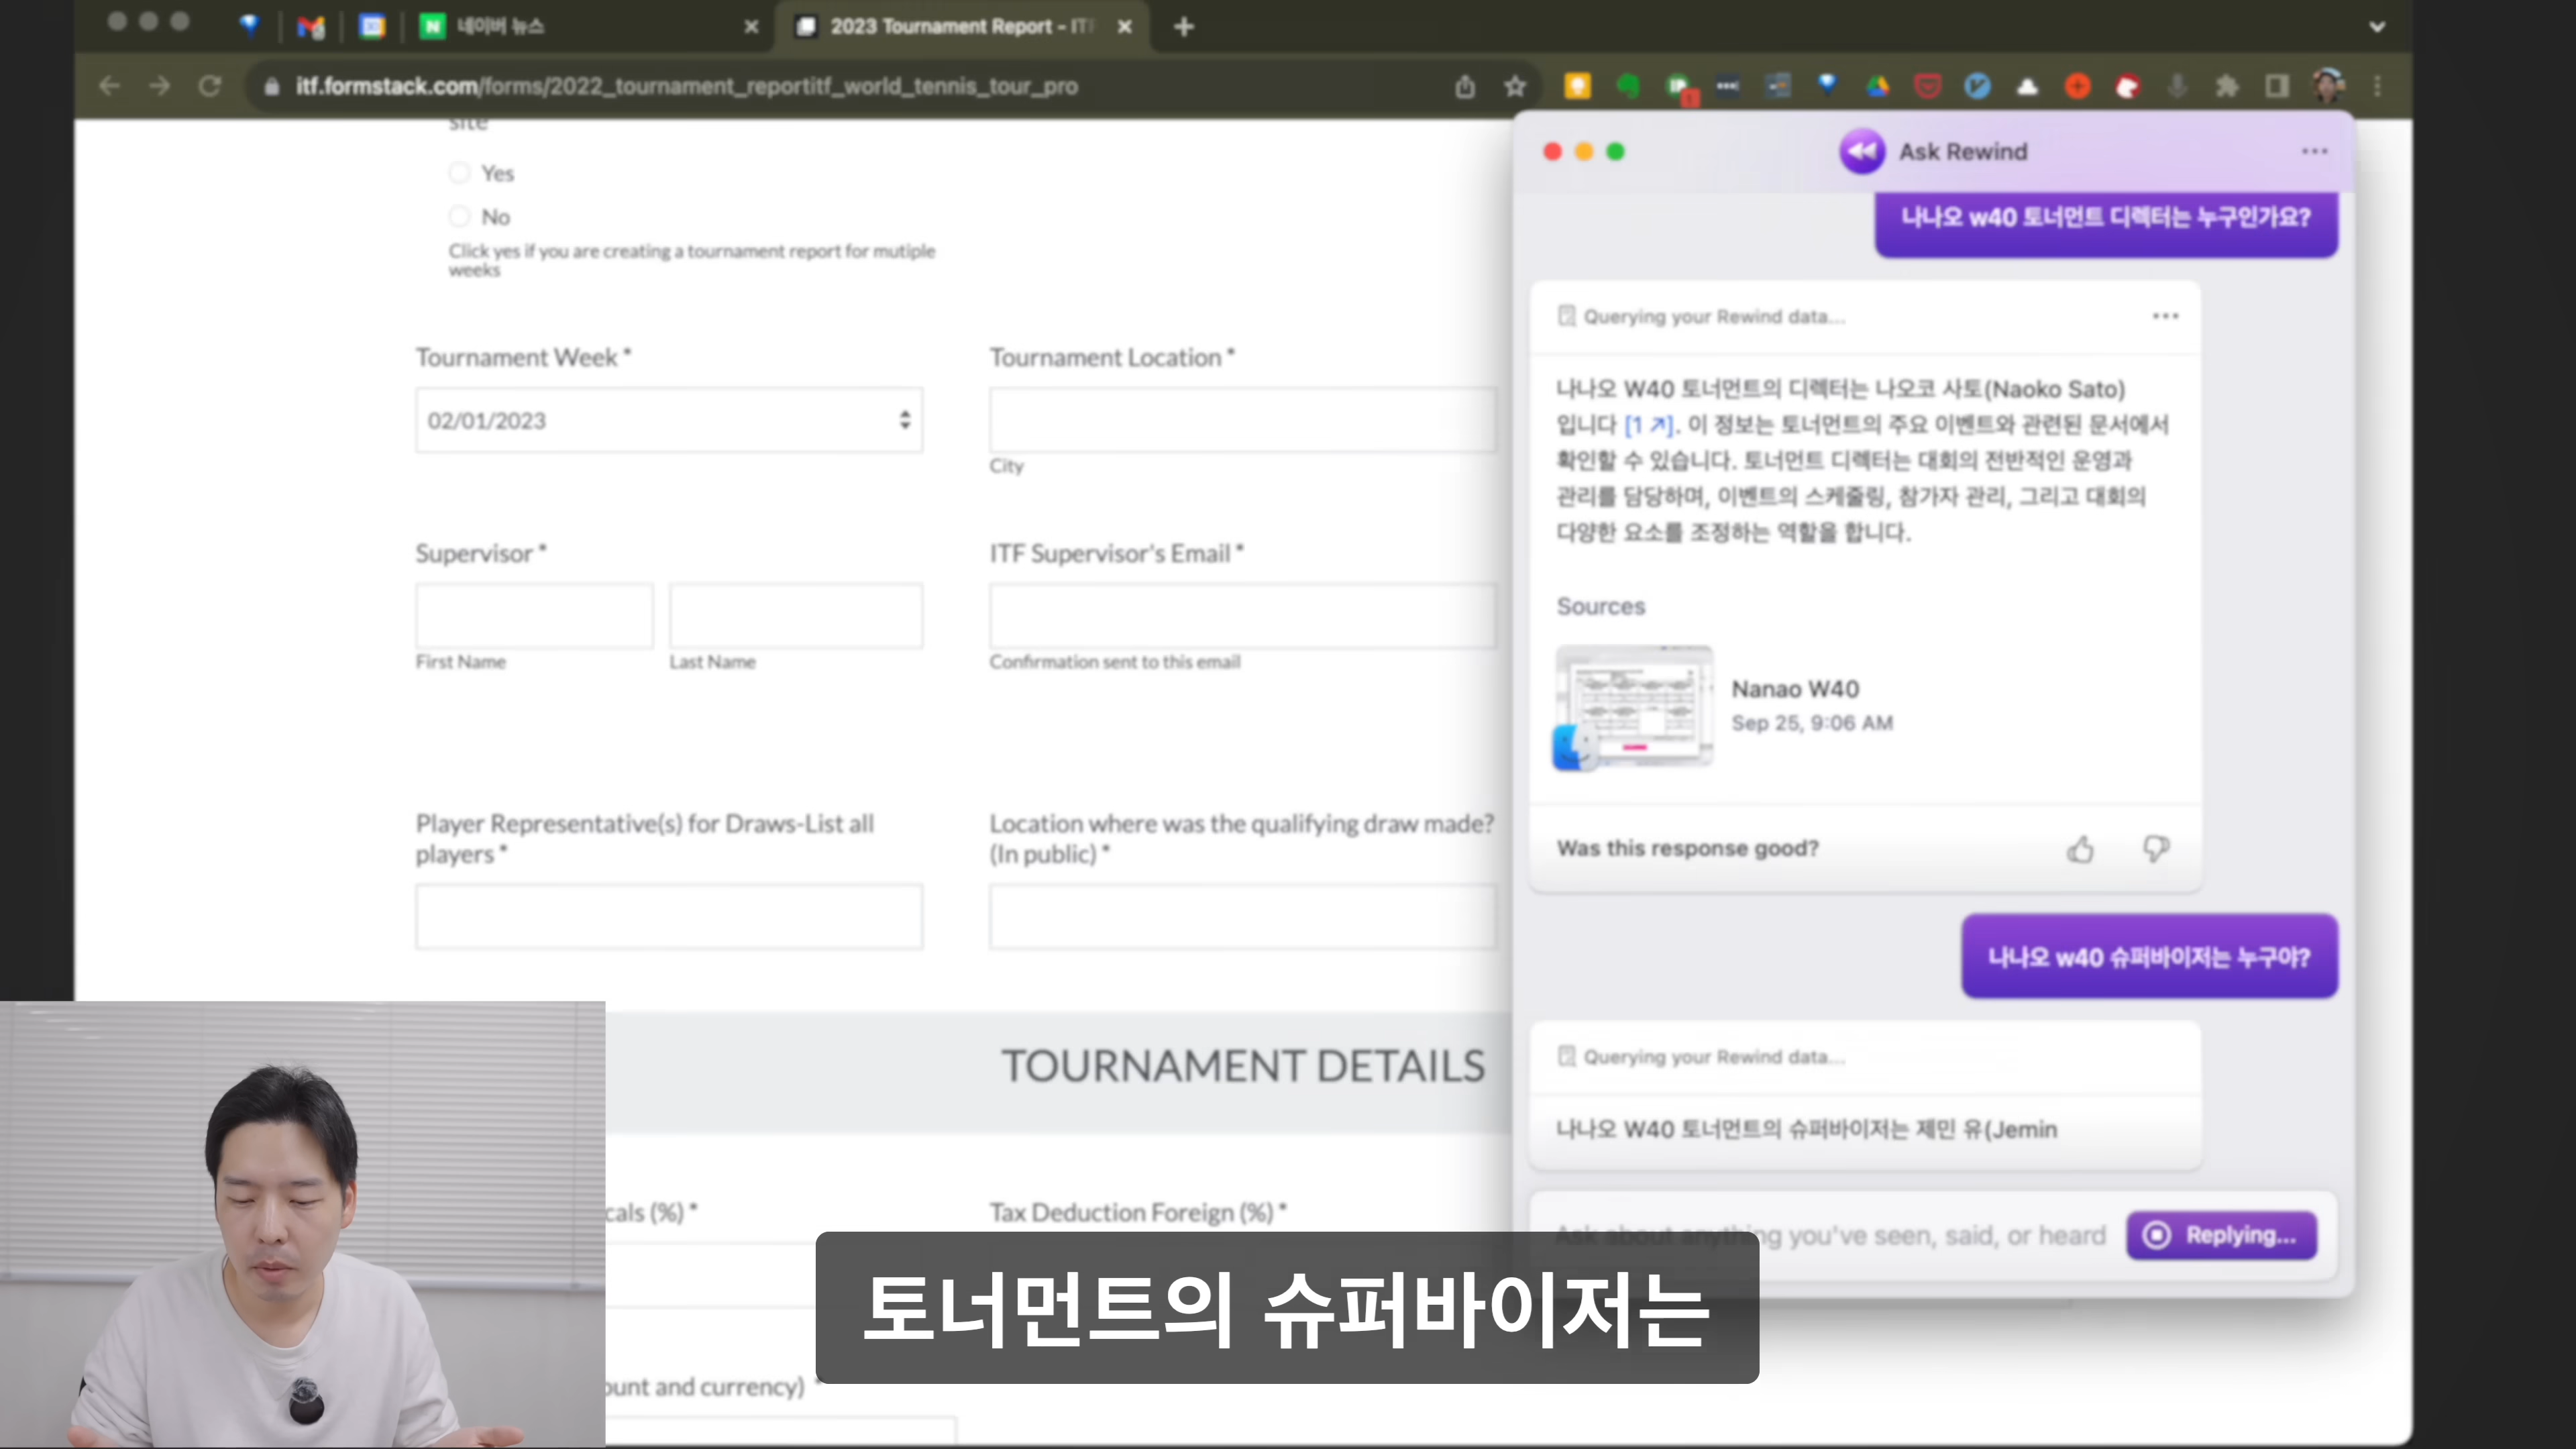 네이버 뉴스
2023 Tournament Report - ITF
itf.formstack.com/forms/2022_tournament_reportitf_world_tennis_tour_pro
site
Yes
No
Click yes if you are creating a tournament report for mutiple
weeks
Tournament Week *
Tournament Location *
02/01/2023
City
Supervisor *
ITF Supervisor's Email *
First Name
Last Name
Confirmation sent to this email
Player Representative(s) for Draws-List all
players *
Location where was the qualifying draw made?
(In public) *
TOURNAMENT DETAILS
cals (%) *
Tax Deduction Foreign (%) *
ount and currency) *
Ask Rewind
나나오 w40 토너먼트 디렉터는 누구인가요?
Querying your Rewind data...
나나오 W40 토너먼트의 디렉터는 나오코 사토(Naoko Sato)
입니다 [1 ↗]. 이 정보는 토너먼트의 주요 이벤트와 관련된 문서에서
확인할 수 있습니다. 토너먼트 디렉터는 대회의 전반적인 운영과
관리를 담당하며, 이벤트의 스케줄링, 참가자 관리, 그리고 대회의
다양한 요소를 조정하는 역할을 합니다.
Sources
Nanao W40
Sep 25, 9:06 AM
Was this response good?
나나오 w40 슈퍼바이저는 누구야?
Querying your Rewind data...
나나오 W40 토너먼트의 슈퍼바이저는 제민 유(Jemin
Ask about anything you've seen, said, or heard
Replying...
토너먼트의 슈퍼바이저는